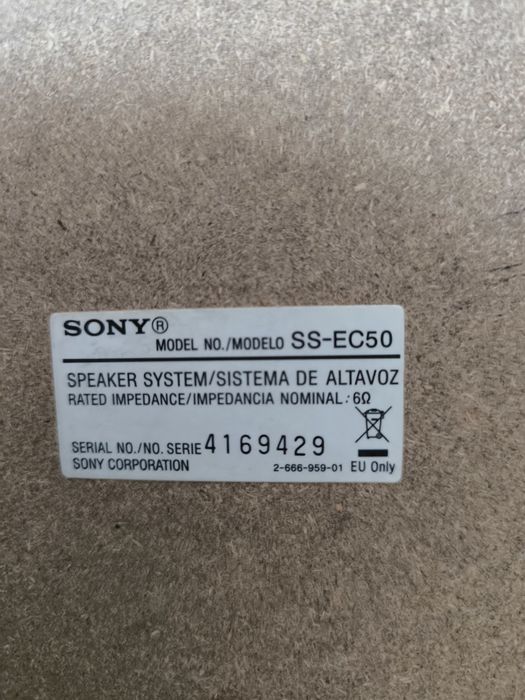 SONY®
MODEL NO./MODELO SS-EC50
SPEAKER SYSTEM/SISTEMA DE ALTAVOZ
RATED IMPEDANCE/IMPEDANCIA NOMINAL: 6Ω
SERIAL NO./NO. SERIE 4169429
SONY CORPORATION 2-666-959-01 EU Only